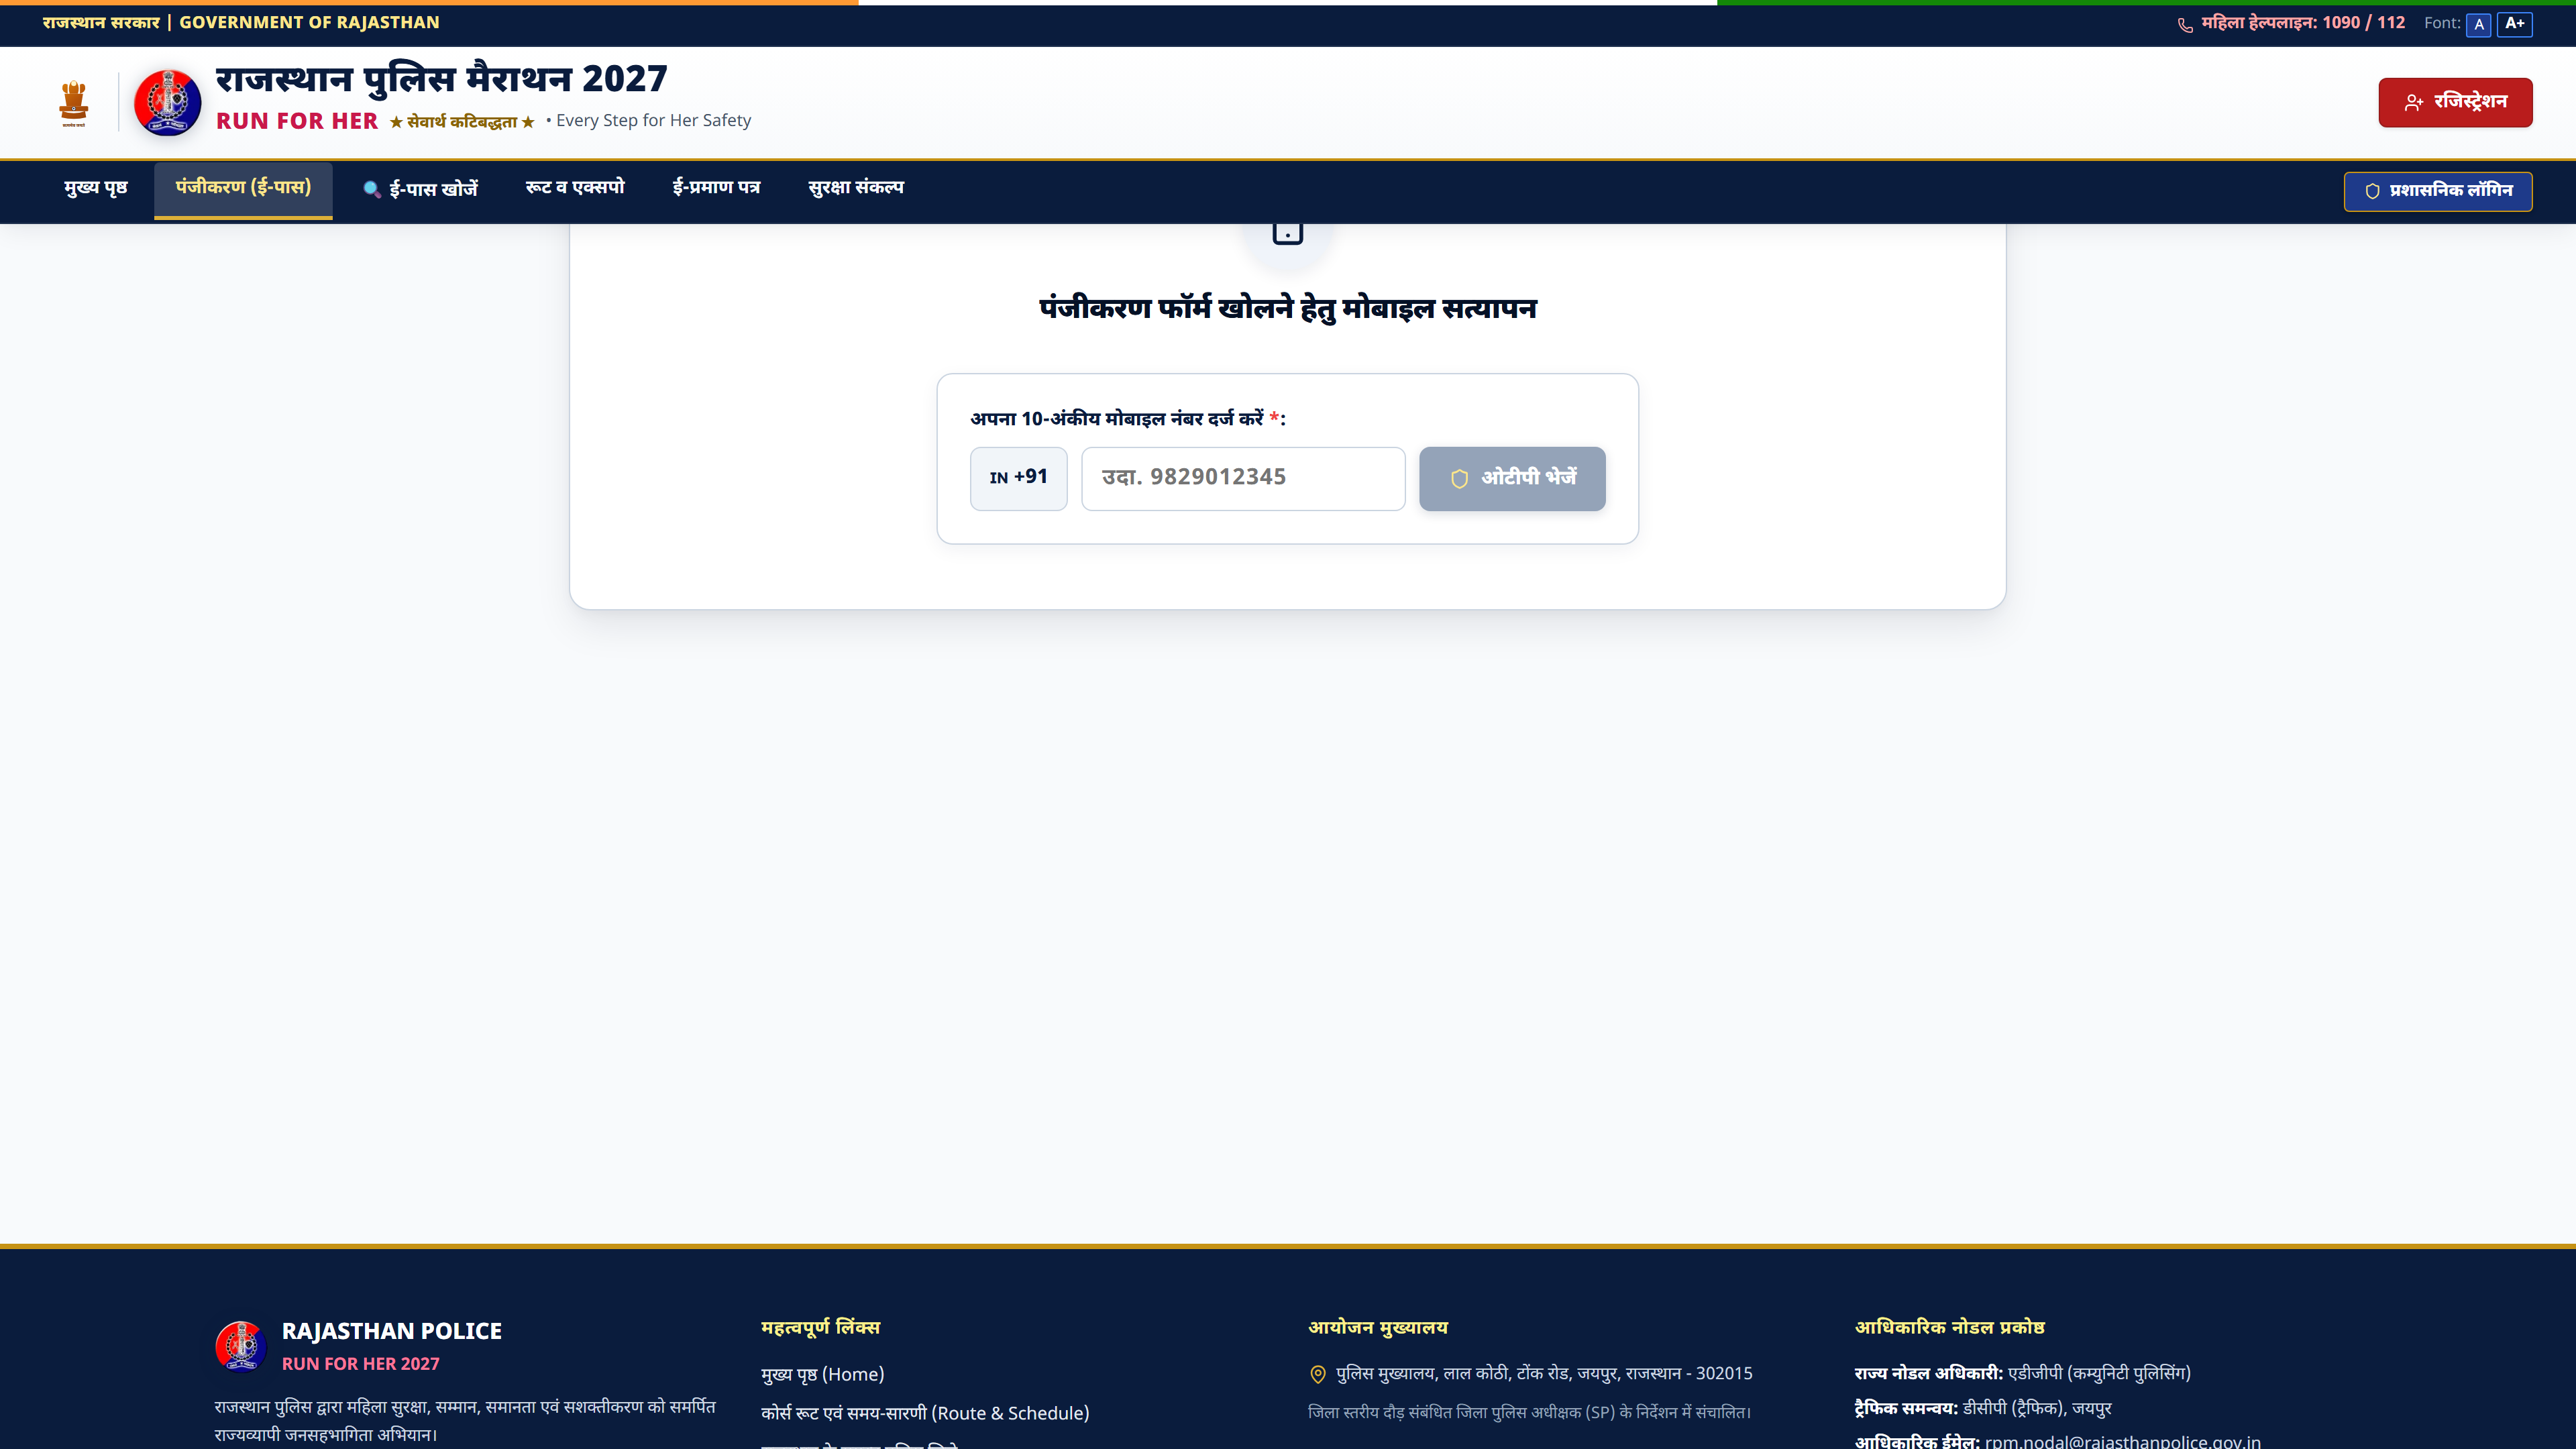 राजस्थान सरकार | GOVERNMENT OF RAJASTHAN
महिला हेल्पलाइन: 1090 / 112 Font: A A+
राजस्थान पुलिस मैराथन 2027
RUN FOR HER ★ सेवार्थ कटिबद्धता ★ • Every Step for Her Safety
रजिस्ट्रेशन
मुख्य पृष्ठ पंजीकरण (ई-पास) ई-पास खोजें रूट व एक्सपो ई-प्रमाण पत्र सुरक्षा संकल्प प्रशासनिक लॉगिन
पंजीकरण फॉर्म खोलने हेतु मोबाइल सत्यापन
अपना 10-अंकीय मोबाइल नंबर दर्ज करें *:
IN +91 उदा. 9829012345 ओटीपी भेजें
RAJASTHAN POLICE
RUN FOR HER 2027
राजस्थान पुलिस द्वारा महिला सुरक्षा, सम्मान, समानता एवं सशक्तीकरण को समर्पित
राज्यव्यापी जनसहभागिता अभियान।
महत्वपूर्ण लिंक्स
मुख्य पृष्ठ (Home)
कोर्स रूट एवं समय-सारणी (Route & Schedule)
आयोजन मुख्यालय
पुलिस मुख्यालय, लाल कोठी, टोंक रोड, जयपुर, राजस्थान - 302015
जिला स्तरीय दौड़ संबंधित जिला पुलिस अधीक्षक (SP) के निर्देशन में संचालित।
आधिकारिक नोडल प्रकोष्ठ
राज्य नोडल अधिकारी: एडीजीपी (कम्युनिटी पुलिसिंग)
ट्रैफिक समन्वय: डीसीपी (ट्रैफिक), जयपुर
आधिकारिक ईमेल: rpm.nodal@rajasthanpolice.gov.in